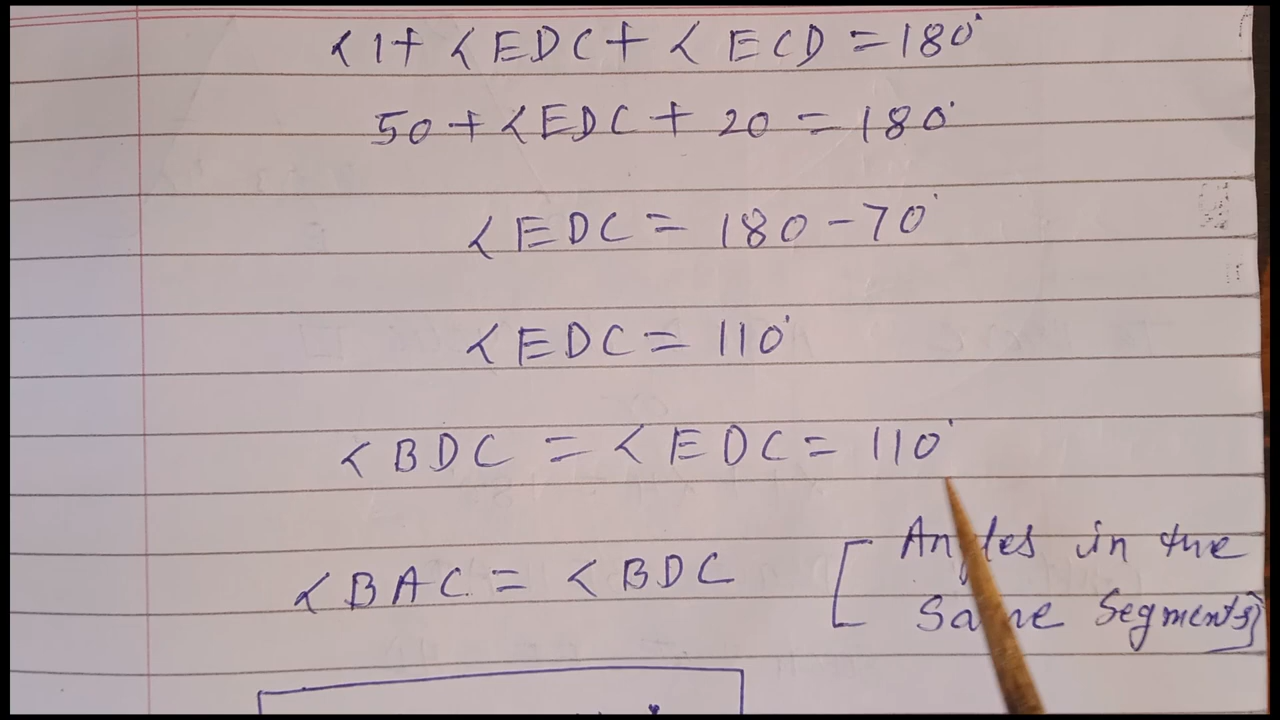 ∠1 + ∠EDC + ∠ECD = 180°
50 + ∠EDC + 20 = 180°
∠EDC = 180 - 70°
∠EDC = 110°
∠BDC = ∠EDC = 110°
∠BAC = ∠BDC [Angles in the
Same Segments]